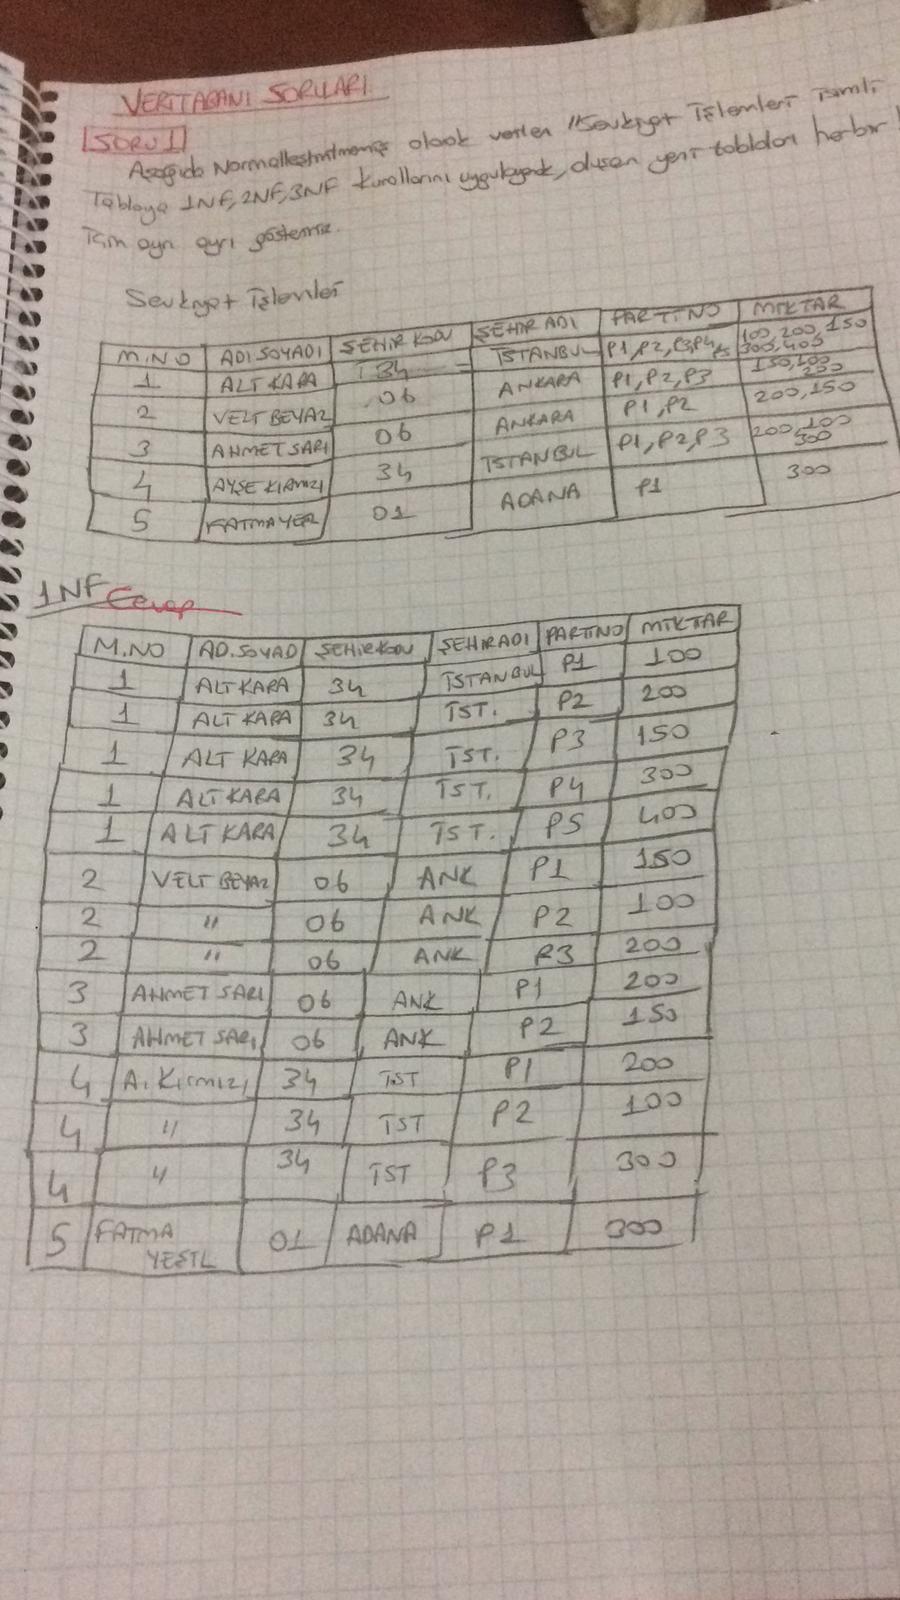 VERİTABANI SORULARI
SORU 1
Aşağıda Normalleştirilmemiş olarak verilen "Sevkiyat İşlemleri isimli
Tabloya 1NF, 2NF, 3NF kurallarını uygulayarak, oluşan yeni tabloları herbir
için ayrı ayrı gösteriniz.
Sevkiyat İşlemleri
M.NO ADI SOYADI ŞEHİR KODU ŞEHİR ADI PARTİ NO MİKTAR
1 ALİ KARA 34 İSTANBUL P1, P2, P3, P4, P5 100, 200, 150 300, 400
2 VELİ BEYAZ 06 ANKARA P1, P2, P3 150, 100 200
3 AHMET SARI 06 ANKARA P1, P2 200, 150
4 AYŞE KIRMIZI 34 İSTANBUL P1, P2, P3 200, 100 300
5 FATMA YEŞİL 01 ADANA P1 300
1NF Cevap
M.NO AD.SOYAD ŞEHİR KODU ŞEHİR ADI PARTİNO MİKTAR
1 ALİ KARA 34 İSTANBUL P1 100
1 ALİ KARA 34 İST. P2 200
1 ALİ KARA 34 İST. P3 150
1 ALİ KARA 34 İST. P4 300
1 ALİ KARA 34 İST. P5 400
2 VELİ BEYAZ 06 ANK P1 150
2 " 06 ANK P2 100
2 " 06 ANK P3 200
3 AHMET SARI 06 ANK P1 200
3 AHMET SARI 06 ANK P2 150
4 A. Kırmızı 34 İST P1 200
4 " 34 İST P2 100
4 " 34 İST P3 300
5 FATMA YEŞİL 01 ADANA P1 300